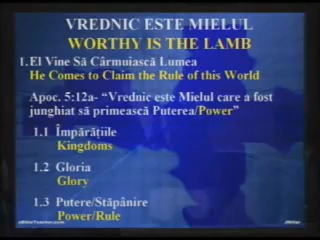 VREDNIC ESTE MIELUL
WORTHY IS THE LAMB
1. El Vine Să Cârmuiască Lumea
He Comes to Claim the Rule of this World
Apoc. 5:12a- “Vrednic este Mielul care a fost
junghiat să primească Puterea/Power”
1.1 Împărățiile
Kingdoms
1.2 Gloria
Glory
1.3 Putere/Stăpânire
Power/Rule